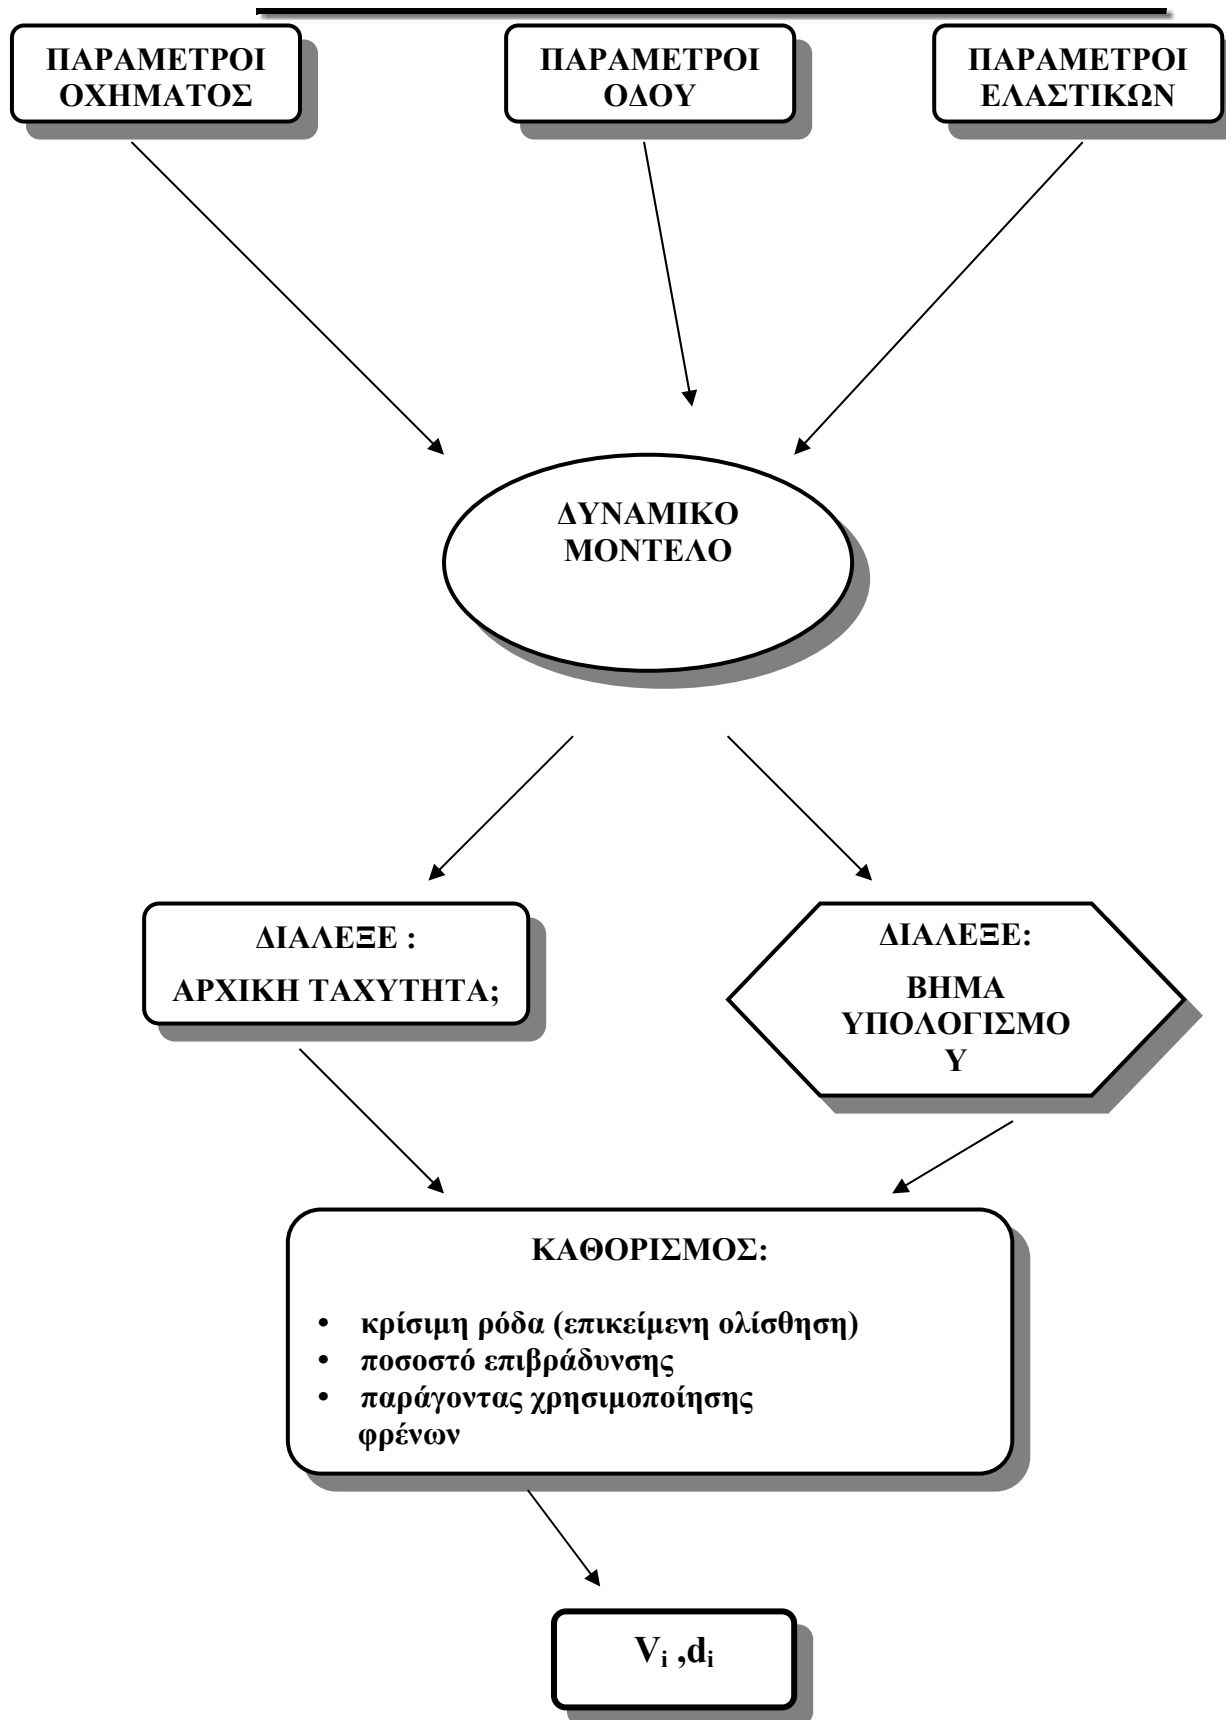 ΠΑΡΑΜΕΤΡΟΙ
ΟΧΗΜΑΤΟΣ
ΠΑΡΑΜΕΤΡΟΙ
ΟΔΟΥ
ΠΑΡΑΜΕΤΡΟΙ
ΕΛΑΣΤΙΚΩΝ
ΔΥΝΑΜΙΚΟ
ΜΟΝΤΕΛΟ
ΔΙΑΛΕΞΕ :
ΑΡΧΙΚΗ ΤΑΧΥΤΗΤΑ;
ΔΙΑΛΕΞΕ:
ΒΗΜΑ
ΥΠΟΛΟΓΙΣΜΟ
Υ
ΚΑΘΟΡΙΣΜΟΣ:
• κρίσιμη ρόδα (επικείμενη ολίσθηση)
• ποσοστό επιβράδυνσης
• παράγοντας χρησιμοποίησης
φρένων
Vᵢ ,dᵢ